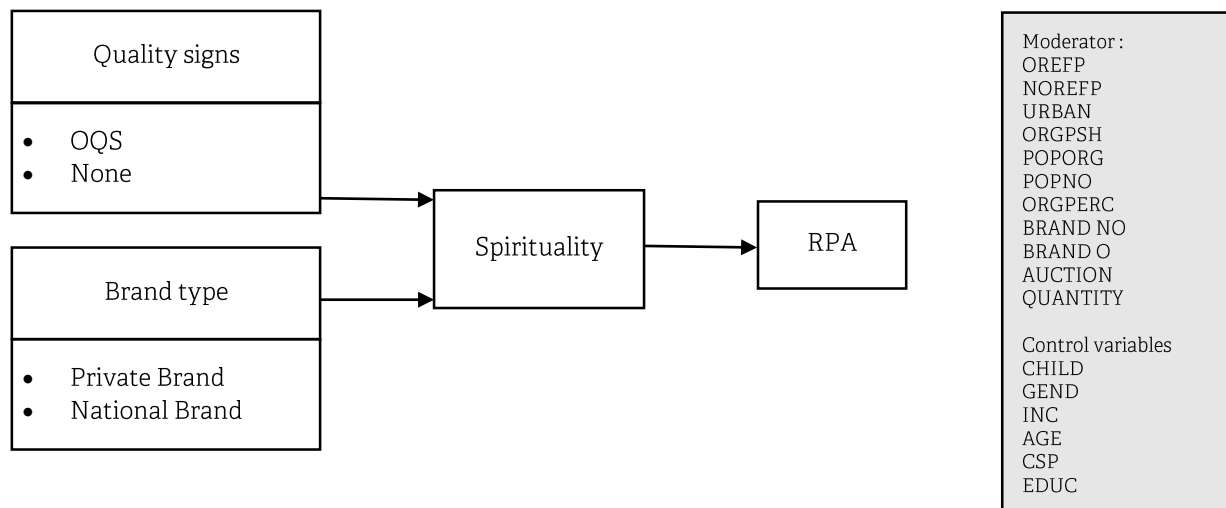 Quality signs
• OQS
• None
Brand type
• Private Brand
• National Brand
Spirituality
RPA
Moderator :
OREFP
NOREFP
URBAN
ORGPSH
POPORG
POPNO
ORGPERC
BRAND NO
BRAND O
AUCTION
QUANTITY
Control variables
CHILD
GEND
INC
AGE
CSP
EDUC